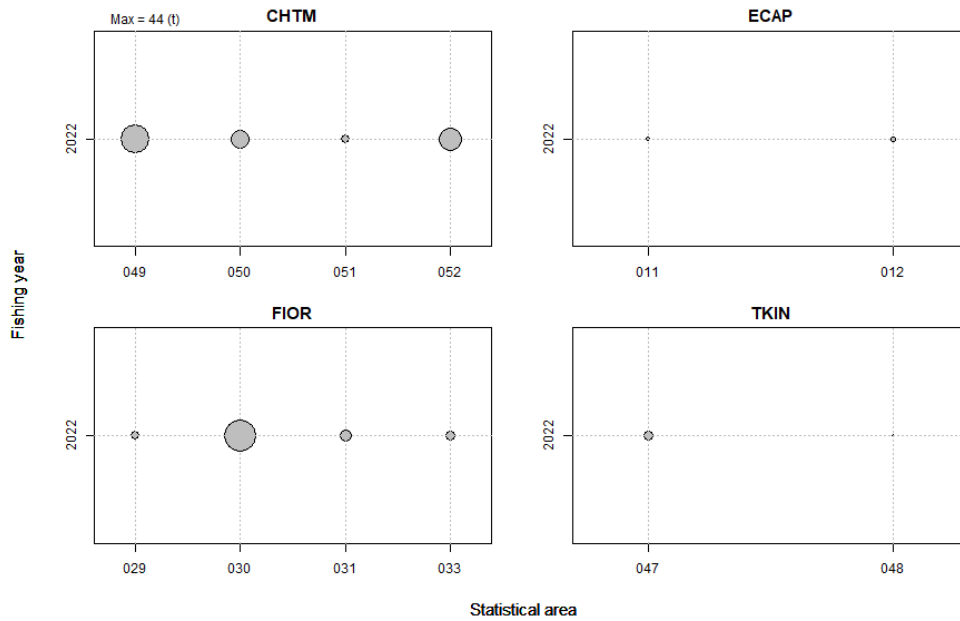 Max = 44 (t)
CHTM
ECAP
2022
2022
049 050 051 052
011 012
Fishing year
FIOR
TKIN
2022
2022
029 030 031 033
047 048
Statistical area